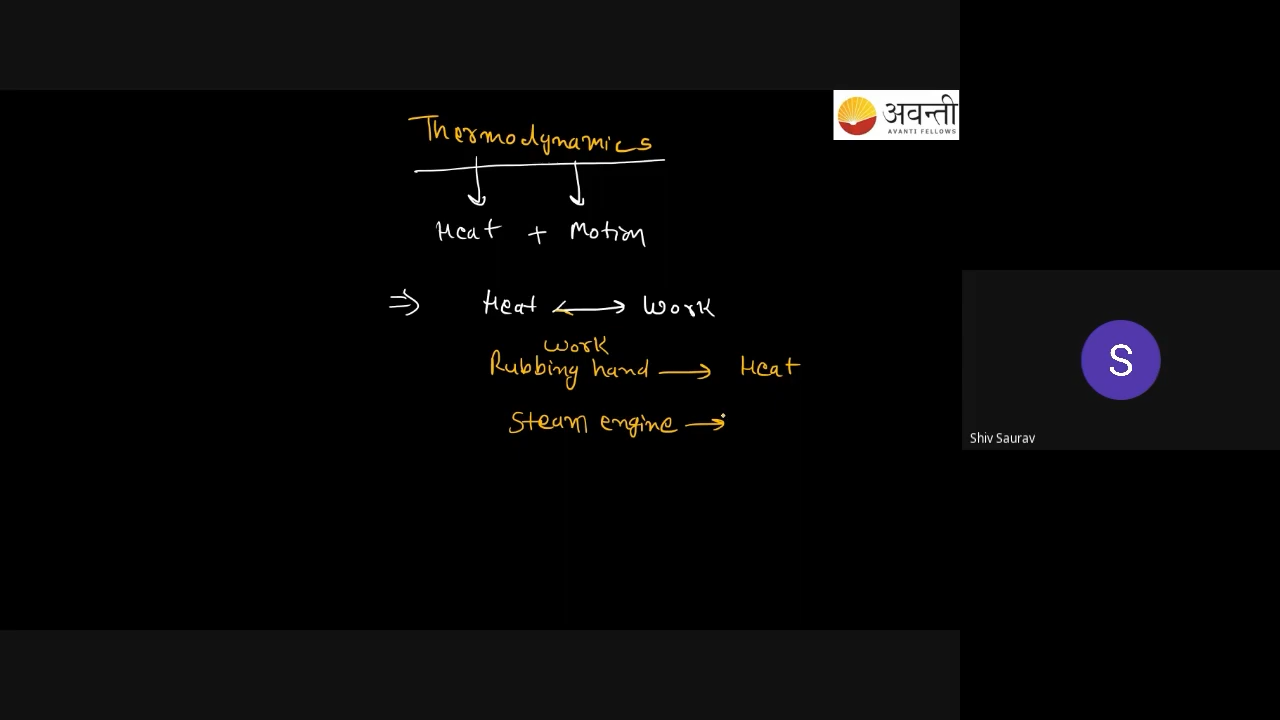 अवन्ती
AVANTI FELLOWS
Thermodynamics
Heat + Motion
⇒ Heat ⟷ Work
Work
Rubbing hand ⟶ Heat
Steam engine ⟶
S
Shiv Saurav